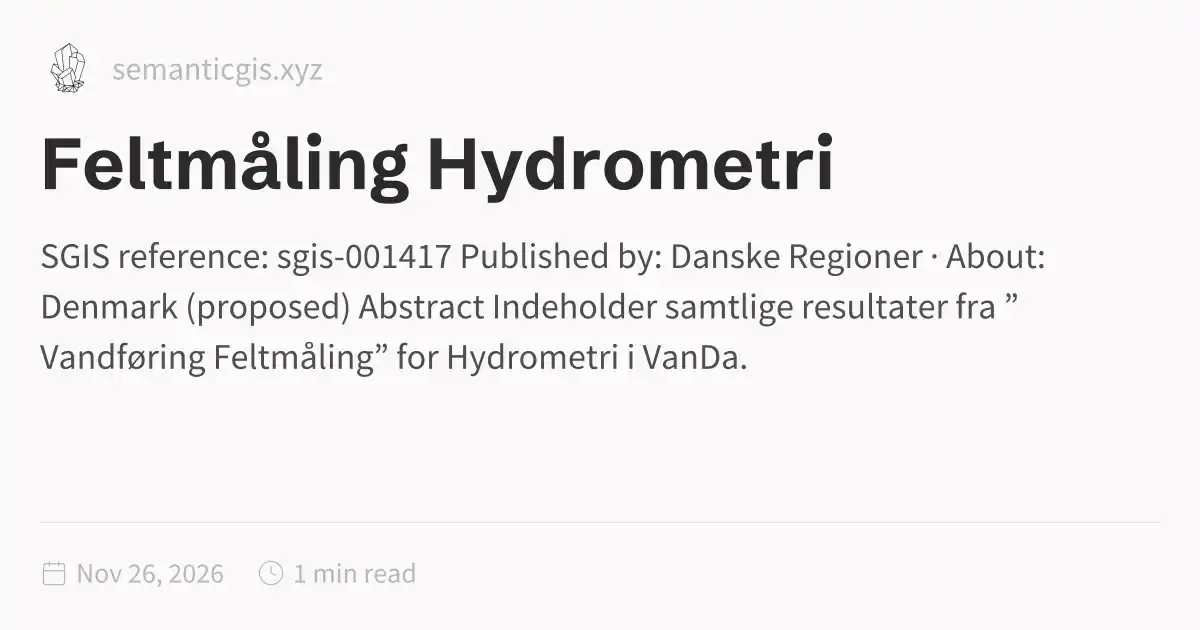 semanticgis.xyz
Feltmåling Hydrometri
SGIS reference: sgis-001417 Published by: Danske Regioner · About:
Denmark (proposed) Abstract Indeholder samtlige resultater fra ”
Vandføring Feltmåling” for Hydrometri i VanDa.
Nov 26, 2026 1 min read